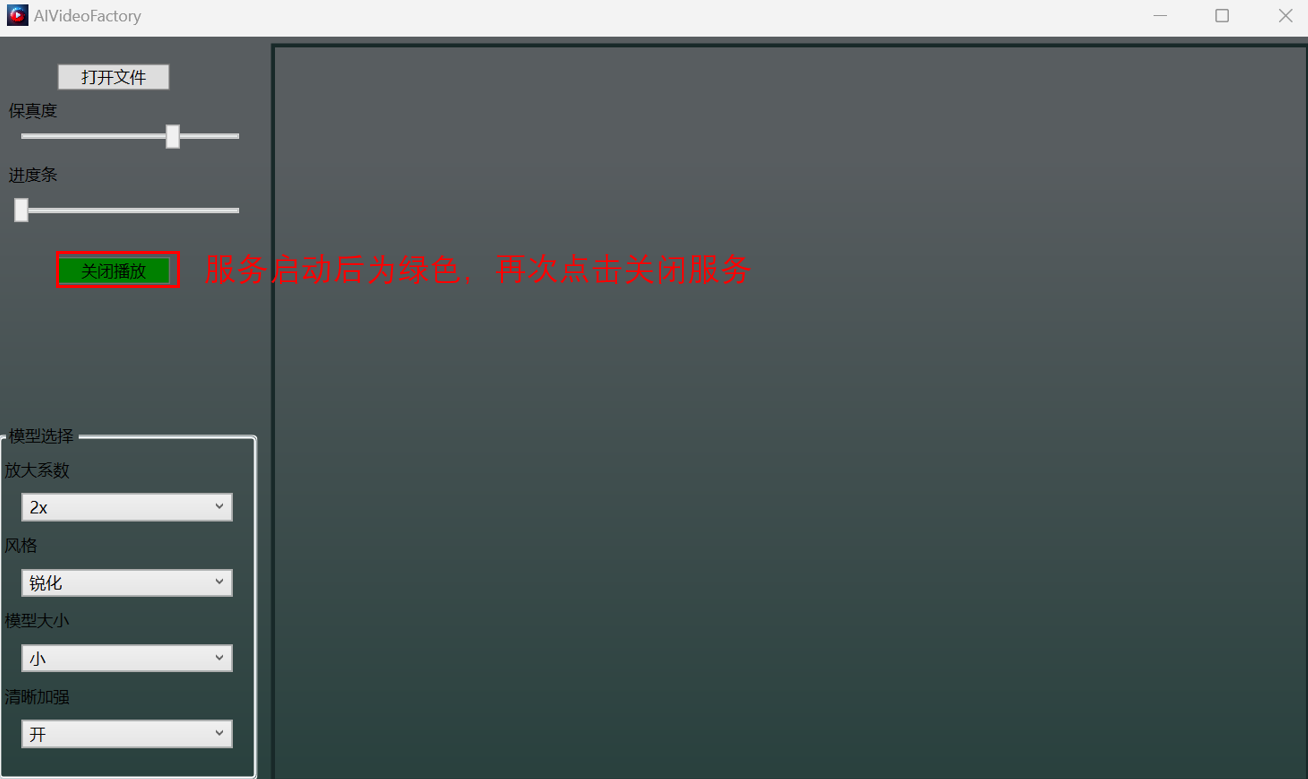 AIVideoFactory
打开文件
保真度
进度条
关闭播放
服务启动后为绿色．再次点击关闭服务
模型选择
放大系数
2x
风格
锐化
模型大小
小
清晰加强
开